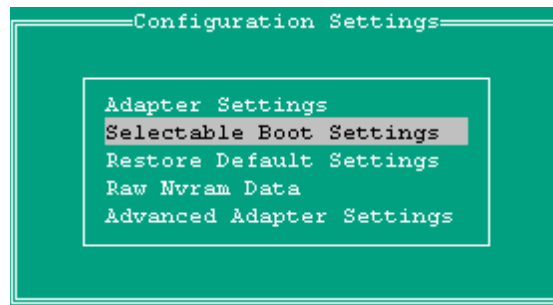 Configuration Settings
Adapter Settings
Selectable Boot Settings
Restore Default Settings
Raw Nvram Data
Advanced Adapter Settings